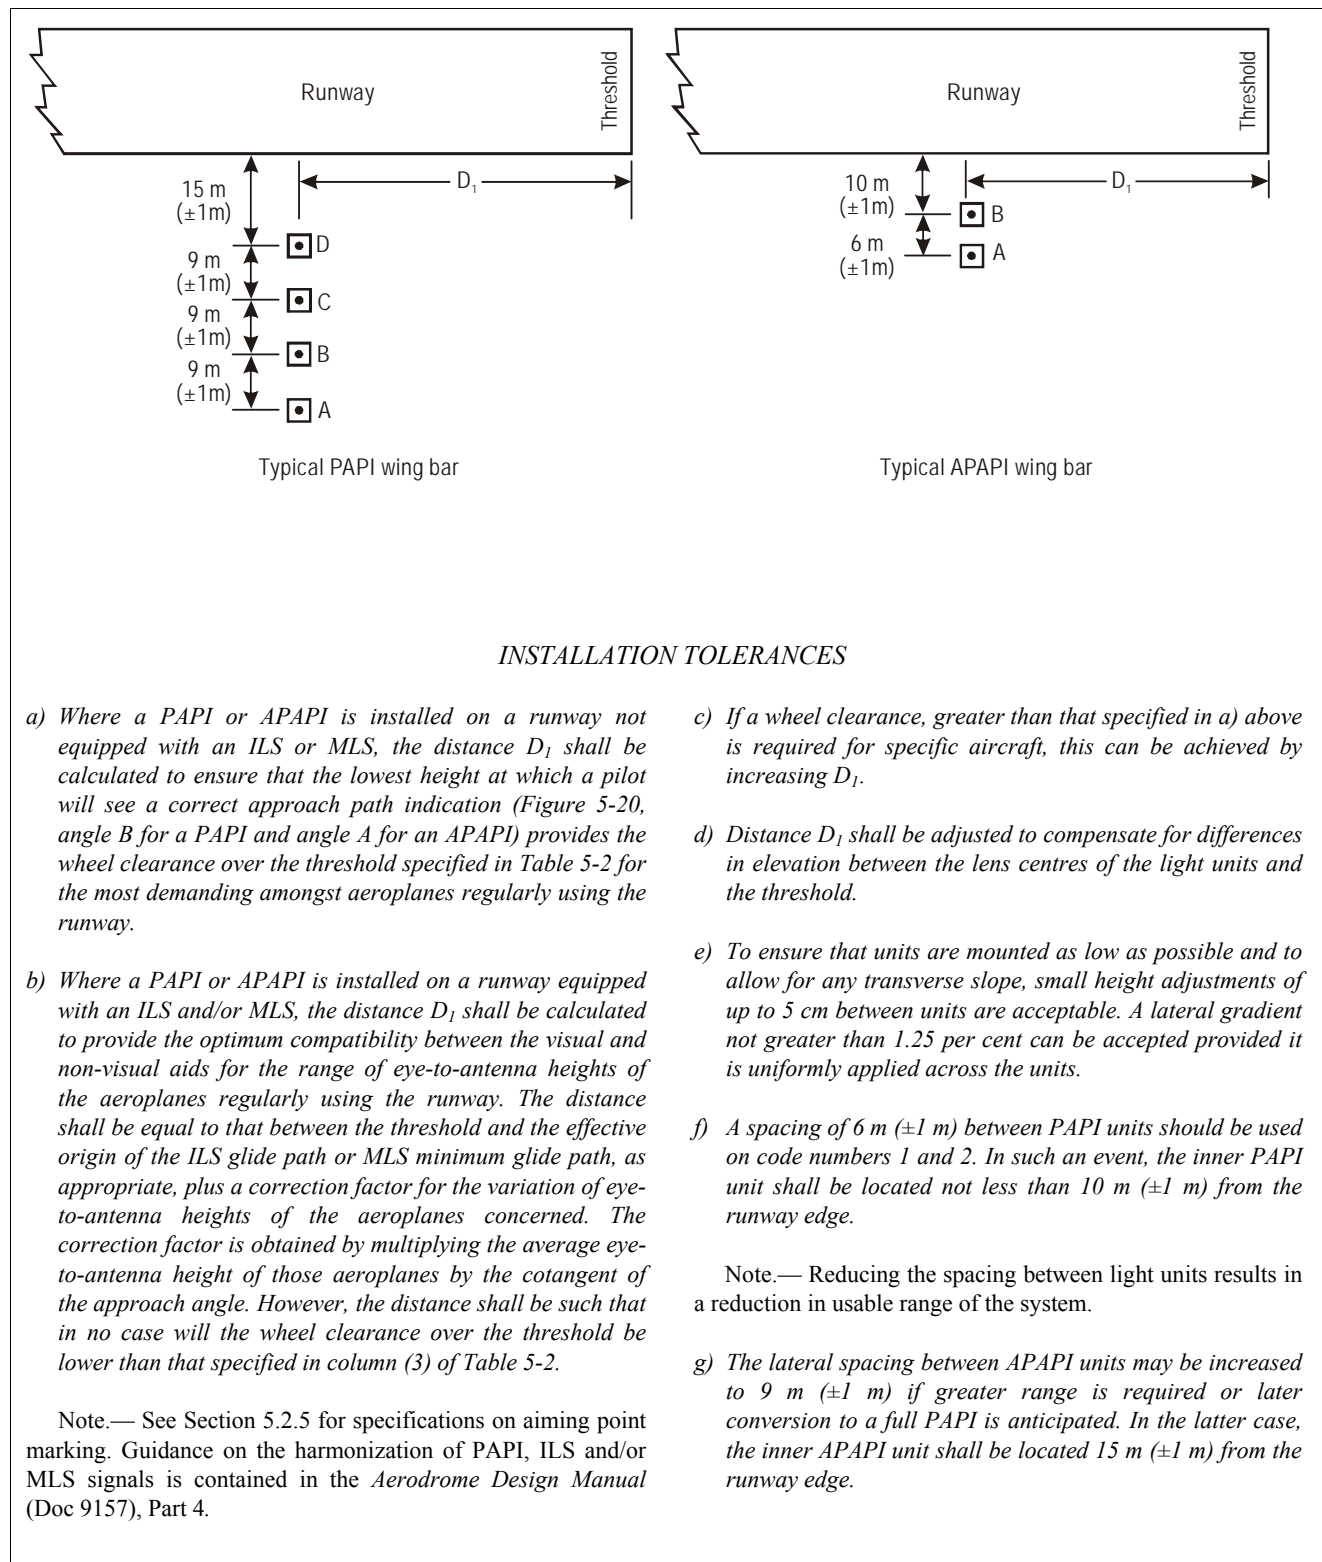 Runway
Threshold
15 m
(±1m)
D1
D
9 m
(±1m)
C
9 m
(±1m)
B
9 m
(±1m)
A
Typical PAPI wing bar
Runway
Threshold
10 m
(±1m)
D1
B
6 m
(±1m)
A
Typical APAPI wing bar
INSTALLATION TOLERANCES
a) Where a PAPI or APAPI is installed on a runway not
equipped with an ILS or MLS, the distance D1 shall be
calculated to ensure that the lowest height at which a pilot
will see a correct approach path indication (Figure 5-20,
angle B for a PAPI and angle A for an APAPI) provides the
wheel clearance over the threshold specified in Table 5-2 for
the most demanding amongst aeroplanes regularly using the
runway.
b) Where a PAPI or APAPI is installed on a runway equipped
with an ILS and/or MLS, the distance D1 shall be calculated
to provide the optimum compatibility between the visual and
non-visual aids for the range of eye-to-antenna heights of
the aeroplanes regularly using the runway. The distance
shall be equal to that between the threshold and the effective
origin of the ILS glide path or MLS minimum glide path, as
appropriate, plus a correction factor for the variation of eye-
to-antenna heights of the aeroplanes concerned. The
correction factor is obtained by multiplying the average eye-
to-antenna height of those aeroplanes by the cotangent of
the approach angle. However, the distance shall be such that
in no case will the wheel clearance over the threshold be
lower than that specified in column (3) of Table 5-2.
Note.— See Section 5.2.5 for specifications on aiming point
marking. Guidance on the harmonization of PAPI, ILS and/or
MLS signals is contained in the Aerodrome Design Manual
(Doc 9157), Part 4.
c) If a wheel clearance, greater than that specified in a) above
is required for specific aircraft, this can be achieved by
increasing D1.
d) Distance D1 shall be adjusted to compensate for differences
in elevation between the lens centres of the light units and
the threshold.
e) To ensure that units are mounted as low as possible and to
allow for any transverse slope, small height adjustments of
up to 5 cm between units are acceptable. A lateral gradient
not greater than 1.25 per cent can be accepted provided it
is uniformly applied across the units.
f) A spacing of 6 m (±1 m) between PAPI units should be used
on code numbers 1 and 2. In such an event, the inner PAPI
unit shall be located not less than 10 m (±1 m) from the
runway edge.
Note.— Reducing the spacing between light units results in
a reduction in usable range of the system.
g) The lateral spacing between APAPI units may be increased
to 9 m (±1 m) if greater range is required or later
conversion to a full PAPI is anticipated. In the latter case,
the inner APAPI unit shall be located 15 m (±1 m) from the
runway edge.